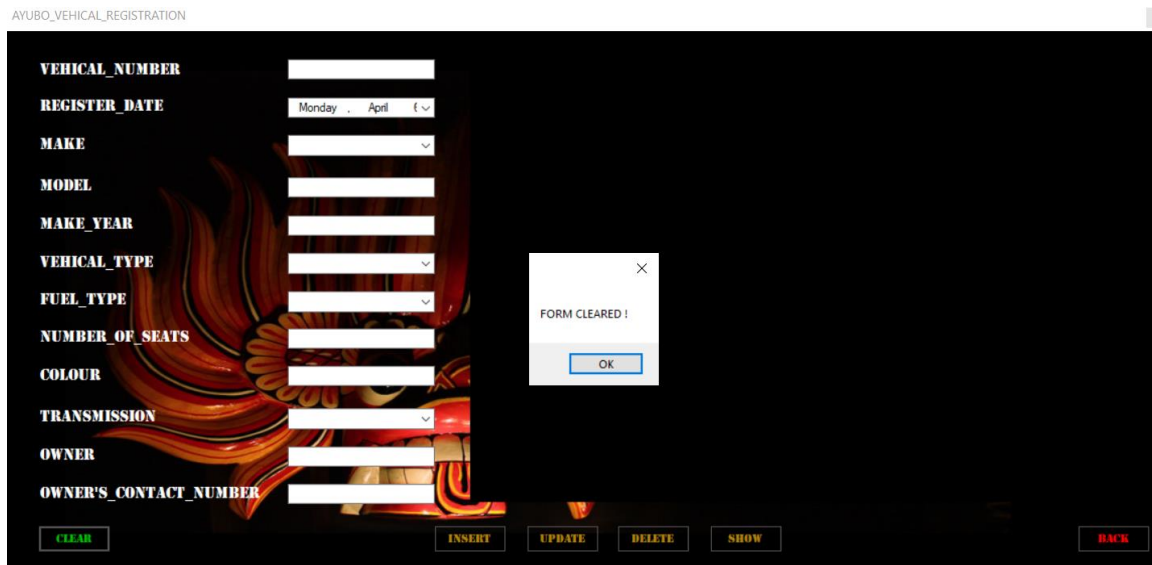 AYUBO_VEHICAL_REGISTRATION
VEHICAL_NUMBER
REGISTER_DATE Monday , April 6
MAKE
MODEL
MAKE_YEAR
VEHICAL_TYPE
FUEL_TYPE
NUMBER_OF_SEATS
COLOUR
TRANSMISSION
OWNER
OWNER'S_CONTACT_NUMBER
FORM CLEARED !
OK
CLEAR INSERT UPDATE DELETE SHOW BACK